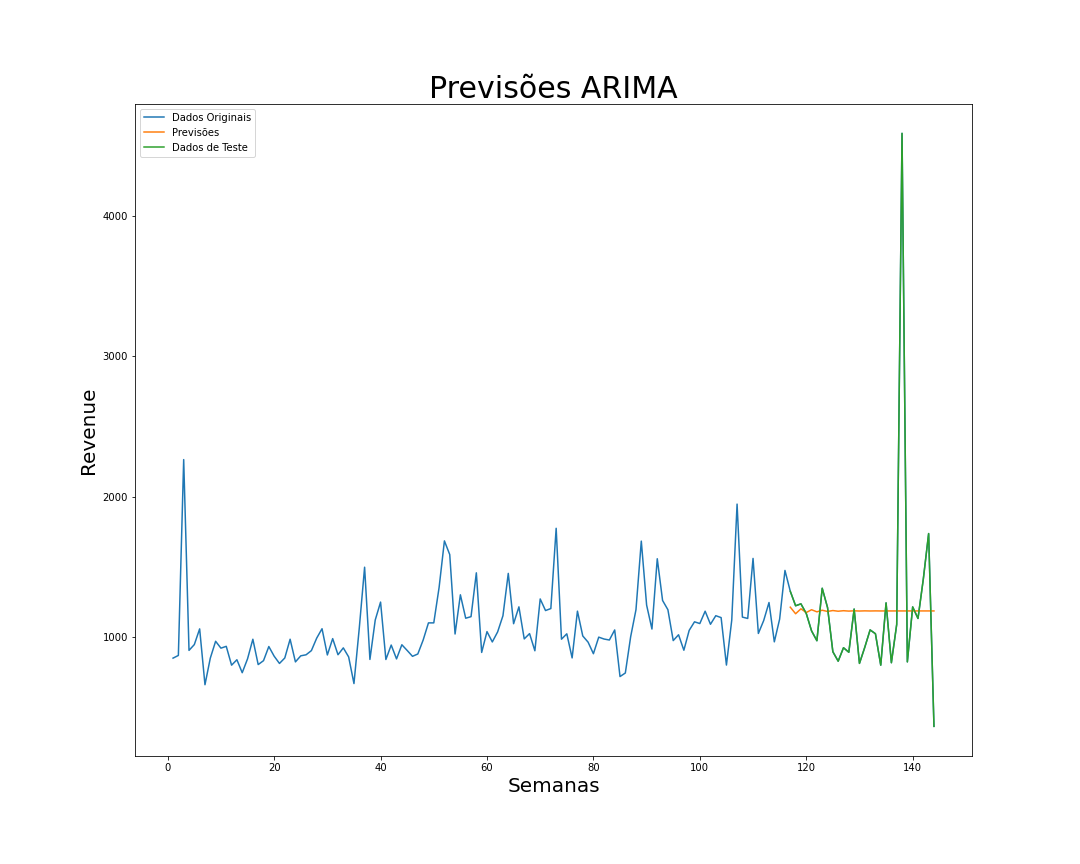 Previsões ARIMA
Dados Originais
Previsões
Dados de Teste
Revenue
4000
3000
2000
1000
0 20 40 60 80 100 120 140
Semanas